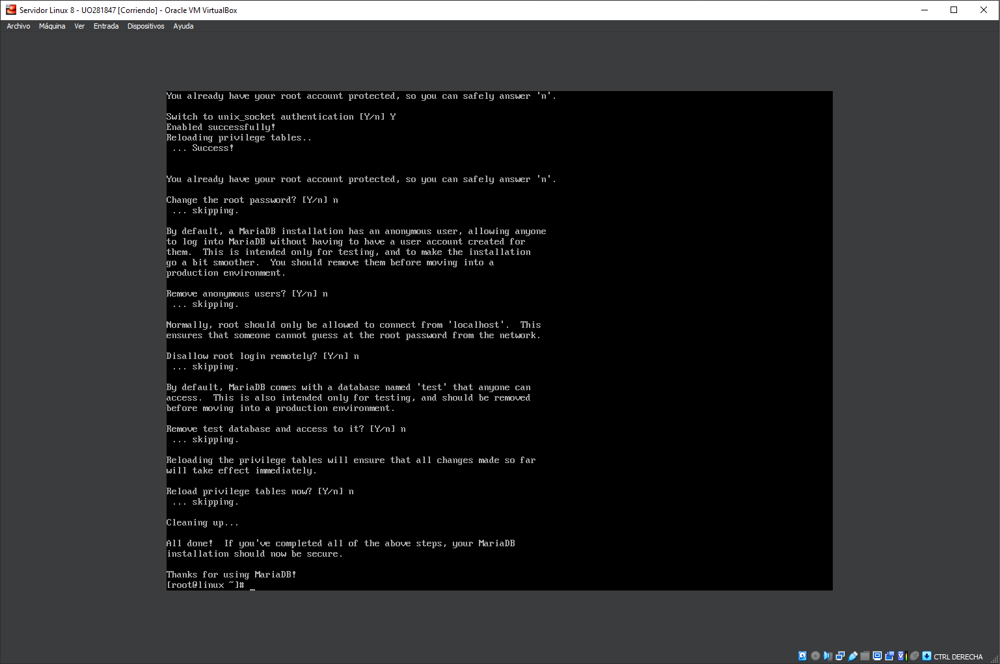 Servidor Linux 8 - UO281847 [Corriendo] - Oracle VM VirtualBox
Archivo Máquina Ver Entrada Dispositivos Ayuda
You already have your root account protected, so you can safely answer 'n'.
Switch to unix_socket authentication [Y/n] Y
Enabled successfully!
Reloading privilege tables..
... Success!
You already have your root account protected, so you can safely answer 'n'.
Change the root password? [Y/n] n
... skipping.
By default, a MariaDB installation has an anonymous user, allowing anyone
to log into MariaDB without having to have a user account created for
them.  This is intended only for testing, and to make the installation
go a bit smoother.  You should remove them before moving into a
production environment.
Remove anonymous users? [Y/n] n
... skipping.
Normally, root should only be allowed to connect from 'localhost'.  This
ensures that someone cannot guess at the root password from the network.
Disallow root login remotely? [Y/n] n
... skipping.
By default, MariaDB comes with a database named 'test' that anyone can
access.  This is also intended only for testing, and should be removed
before moving into a production environment.
Remove test database and access to it? [Y/n] n
... skipping.
Reloading the privilege tables will ensure that all changes made so far
will take effect immediately.
Reload privilege tables now? [Y/n] n
... skipping.
Cleaning up...
All done!  If you've completed all of the above steps, your MariaDB
installation should now be secure.
Thanks for using MariaDB!
[root@linux ~]# _
CTRL DERECHA